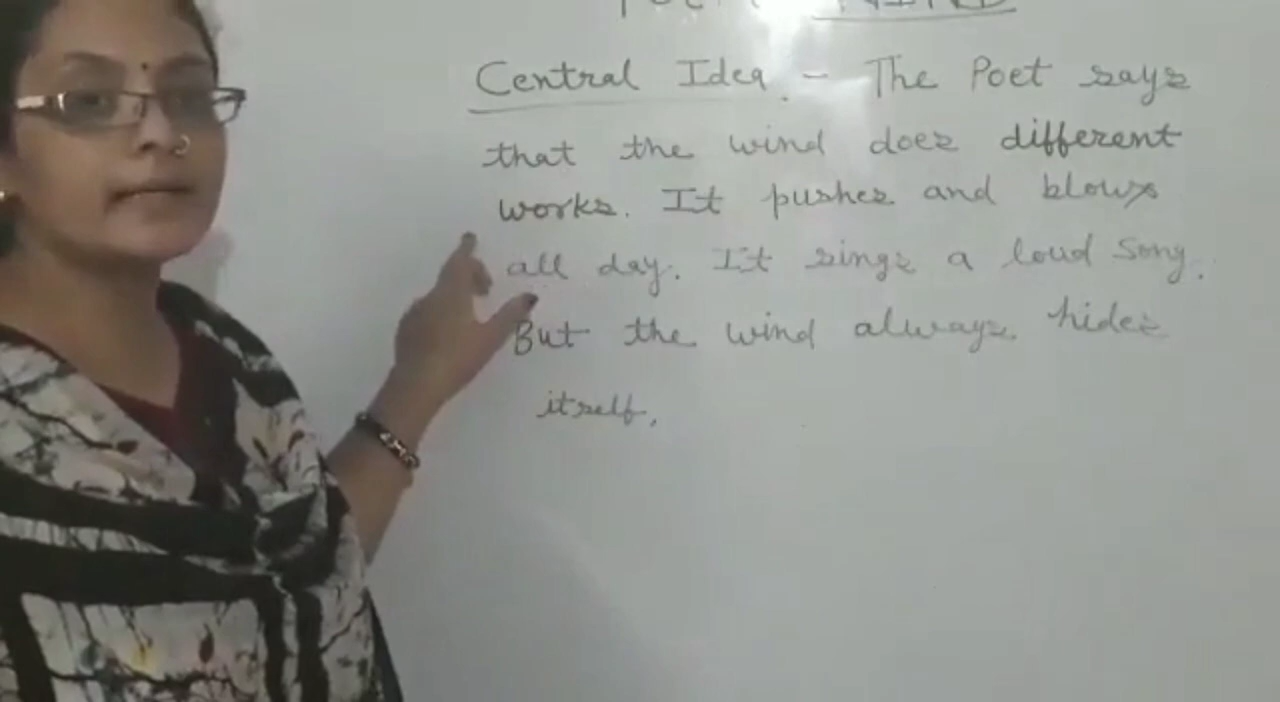 Central Idea - The Poet says
that the wind does different
works. It pushes and blows
all day. It sings a loud song.
But the wind always hides
itself.